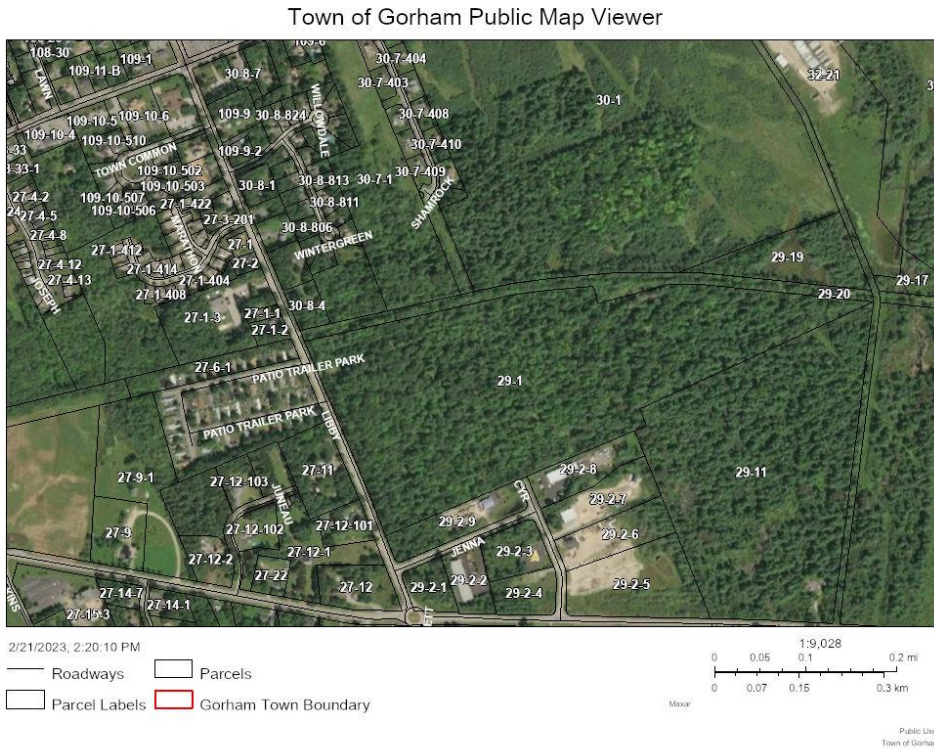 Town of Gorham Public Map Viewer
108-30
109-1
109-11-B
LAWN
109-10-5
109-10-6
109-10-4
109-10-510
TOWN COMMON
109-10-502
109-10-503
109-10-507
109-10-506
30-8-7
109-9
30-8-824
WILLOWDALE
109-9-2
30-8-1
30-8-813
30-8-811
30-8-806
WINTERGREEN
30-7-404
30-7-403
30-7-408
30-7-410
30-7-409
30-7-1
SHAMROCK
30-1
32-21
27-4-2
27-4-5
27-4-8
27-4-12
27-4-13
JOSEPH
27-1-422
27-3-201
MARATHON
27-1
27-2
27-1-412
27-1-414
27-1-404
27-1-408
27-1-3
27-1-1
27-1-2
30-8-4
29-19
29-17
29-20
27-6-1
PATIO TRAILER PARK
PATIO TRAILER PARK
LIBBY
29-1
29-11
27-9-1
27-12-103
27-11
JUNEAU
27-12-102
27-12-101
27-9
27-12-2
27-12-1
27-22
27-12
27-14-7
27-14-1
27-15-3
CYR
29-2-8
29-2-7
29-2-9
29-2-6
JENNA
29-2-3
29-2-2
29-2-1
29-2-4
29-2-5
2/21/2023, 2:20:10 PM
Roadways
Parcels
Parcel Labels
Gorham Town Boundary
1:9,028
0 0.05 0.1 0.2 mi
0 0.07 0.15 0.3 km
Maxar
Public Use
Town of Gorham